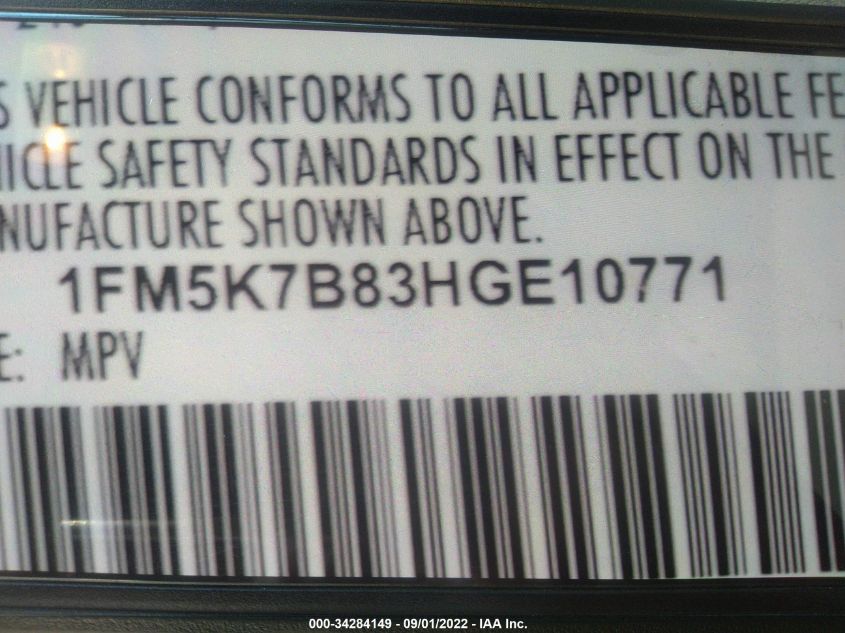 VEHICLE CONFORMS TO ALL APPLICABLE FE
ICLE SAFETY STANDARDS IN EFFECT ON THE
NUFACTURE SHOWN ABOVE.
1FM5K7B83HGE10771
E: MPV
000-34284149 - 09/01/2022 - IAA Inc.